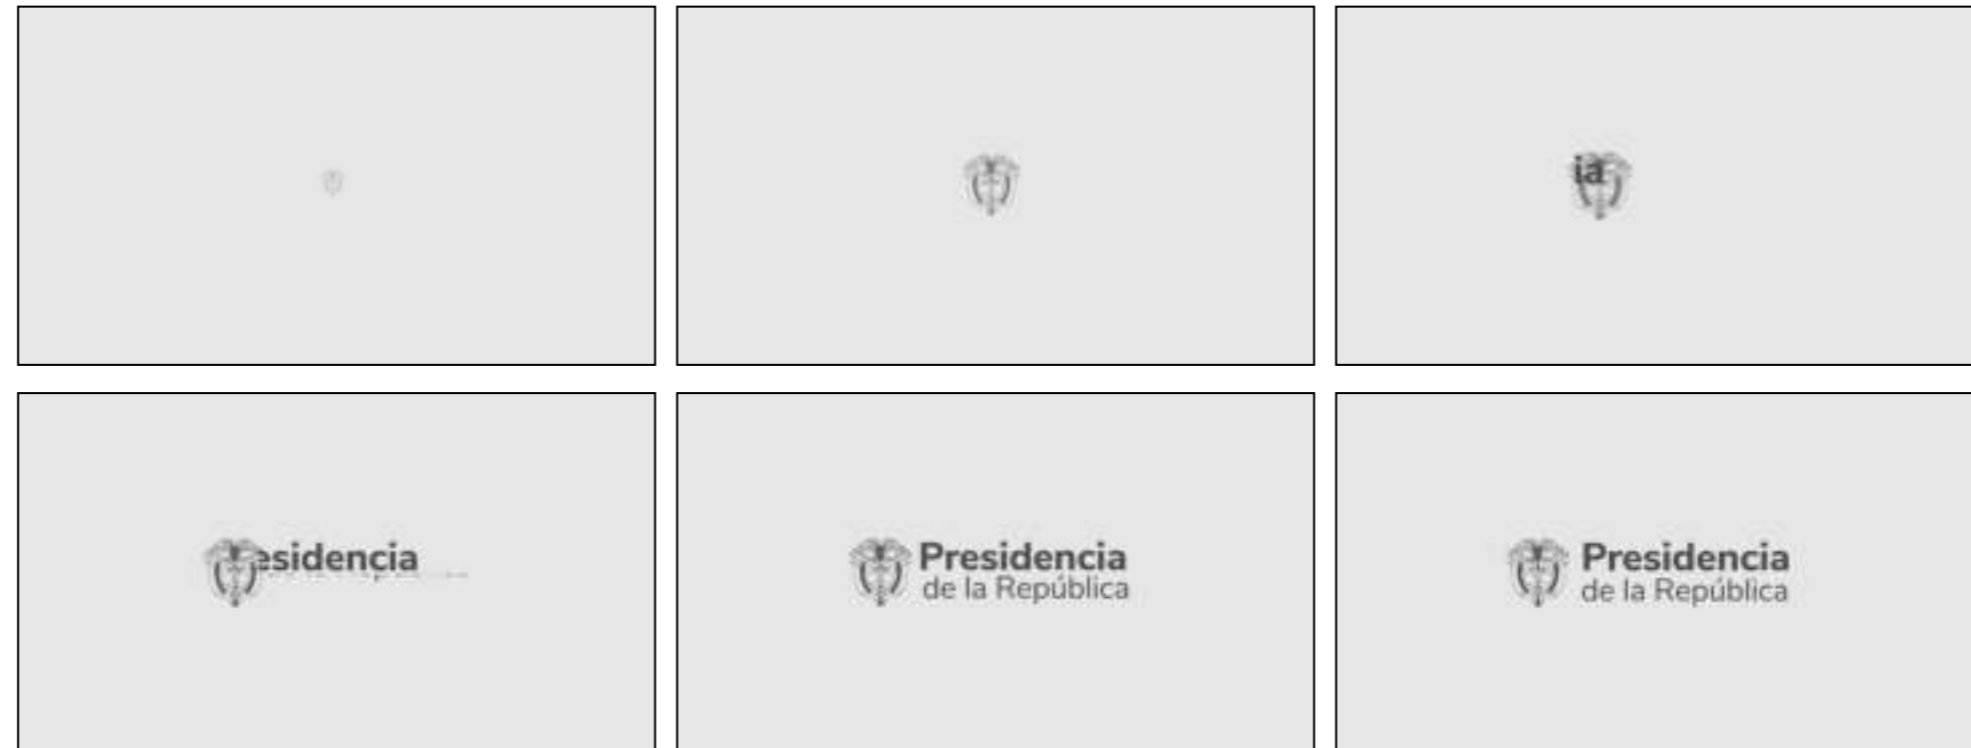 ia
esidencia
Presidencia
de la República
Presidencia
de la República